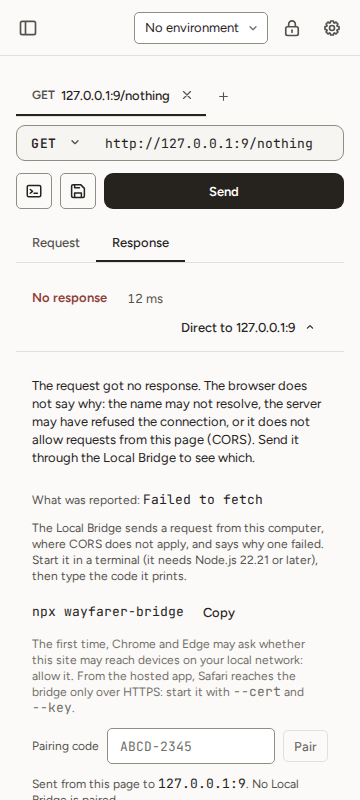 No environment
GET 127.0.0.1:9/nothing
GET http://127.0.0.1:9/nothing
Send
Request Response
No response 12 ms
Direct to 127.0.0.1:9
The request got no response. The browser does
not say why: the name may not resolve, the server
may have refused the connection, or it does not
allow requests from this page (CORS). Send it
through the Local Bridge to see which.
What was reported: Failed to fetch
The Local Bridge sends a request from this computer,
where CORS does not apply, and says why one failed.
Start it in a terminal (it needs Node.js 22.21 or later),
then type the code it prints.
npx wayfarer-bridge Copy
The first time, Chrome and Edge may ask whether
this site may reach devices on your local network:
allow it. From the hosted app, Safari reaches the
bridge only over HTTPS: start it with --cert and
--key.
Pairing code ABCD-2345 Pair
Sent from this page to 127.0.0.1:9. No Local
Bridge is paired